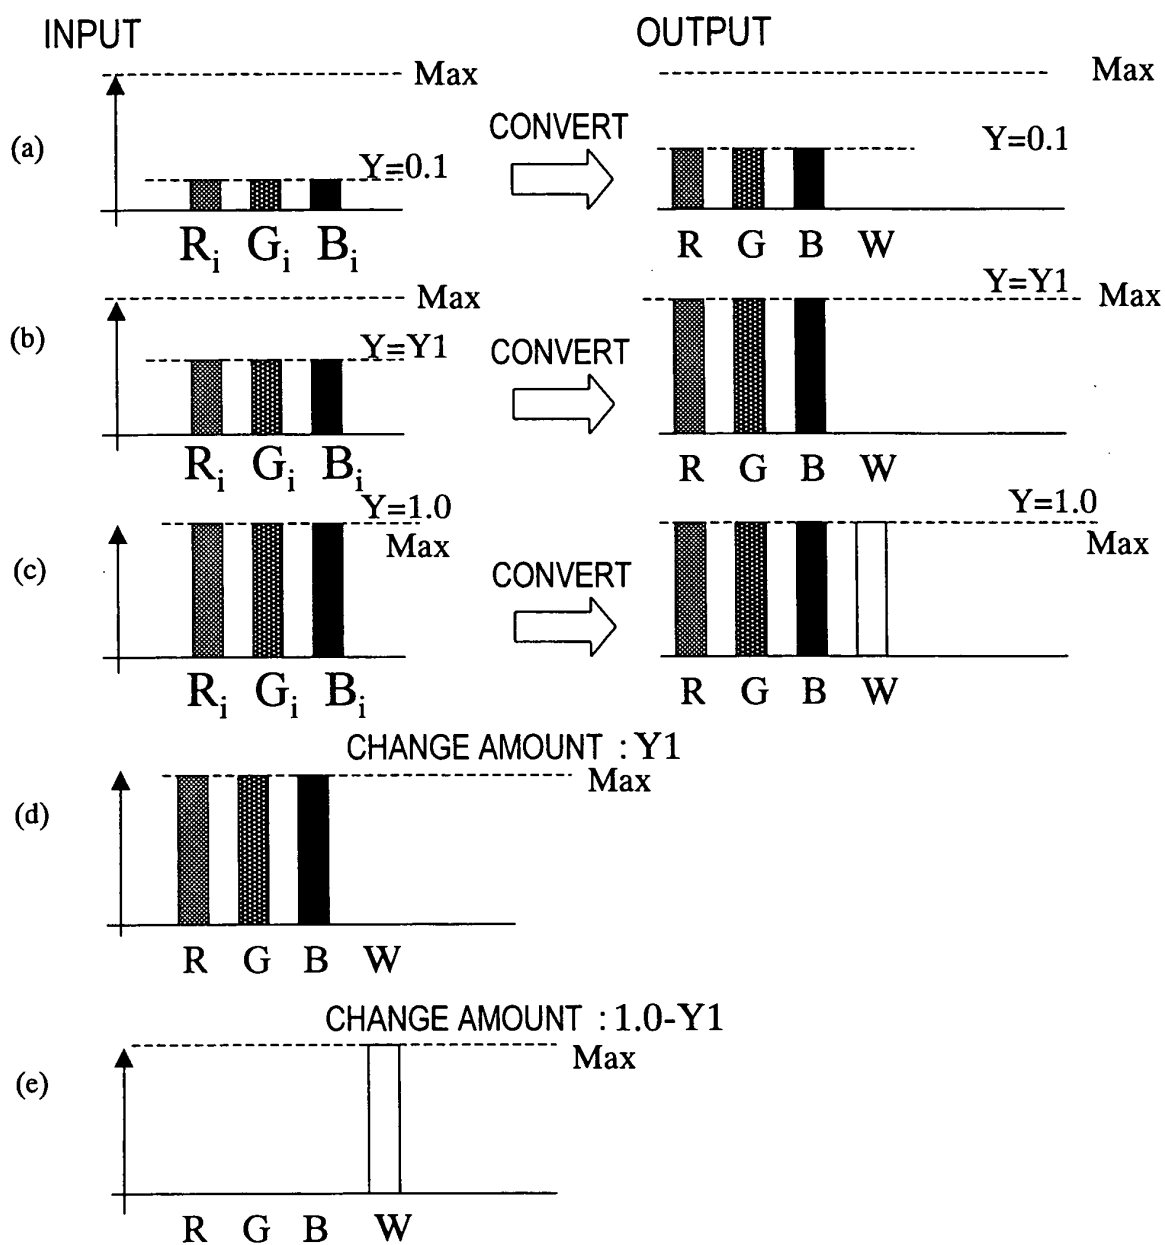 INPUT
OUTPUT
Max
Max
(a)
CONVERT
Y=0.1
Y=0.1
Ri Gi Bi
R G B W
Max
Y=Y1
Max
(b)
Y=Y1
CONVERT
Ri Gi Bi
R G B W
Y=1.0
Max
Y=1.0
Max
(c)
CONVERT
Ri Gi Bi
R G B W
CHANGE AMOUNT : Y1
Max
(d)
R G B W
CHANGE AMOUNT : 1.0-Y1
Max
(e)
R G B W